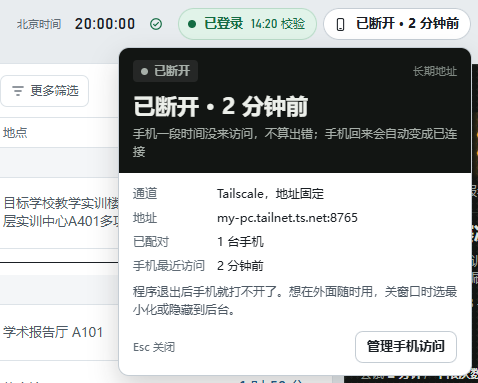 北京时间 20:00:00 已登录 14:20 校验 已断开 • 2 分钟前
更多筛选
地点
目标学校教学实训楼
层实训中心A401多功
学术报告厅 A101
已断开 长期地址
已断开 • 2 分钟前
手机一段时间没来访问，不算出错；手机回来会自动变成已连
接
通道 Tailscale，地址固定
地址 my-pc.tailnet.ts.net:8765
已配对 1 台手机
手机最近访问 2 分钟前
程序退出后手机就打不开了。想在外面随时用，关窗口时选最
小化或隐藏到后台。
Esc 关闭 管理手机访问